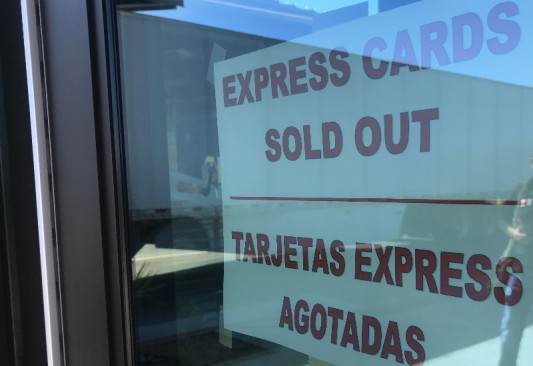 EXPRESS CARDS
SOLD OUT
TARJETAS EXPRESS
AGOTADAS